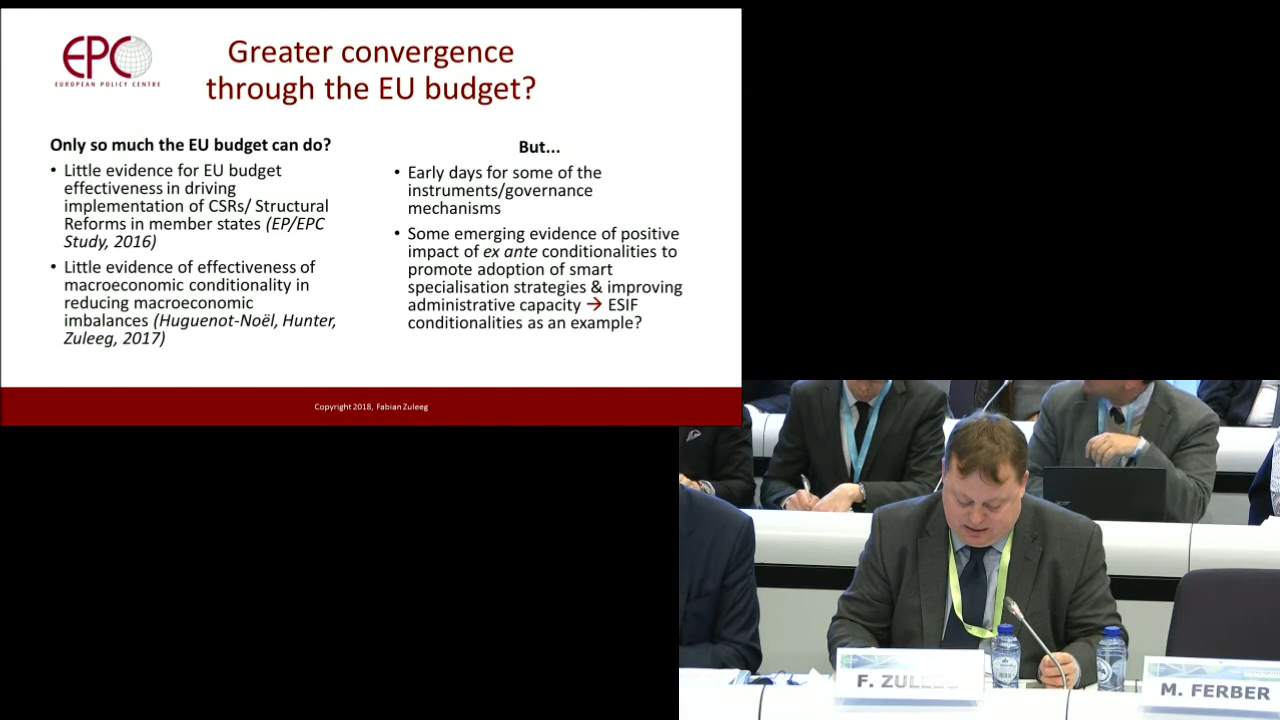 EPC
EUROPEAN POLICY CENTRE
Greater convergence
through the EU budget?
Only so much the EU budget can do?
• Little evidence for EU budget
effectiveness in driving
implementation of CSRs/ Structural
Reforms in member states (EP/EPC
Study, 2016)
• Little evidence of effectiveness of
macroeconomic conditionality in
reducing macroeconomic
imbalances (Huguenot-Noël, Hunter,
Zuleeg, 2017)
But...
• Early days for some of the
instruments/governance
mechanisms
• Some emerging evidence of positive
impact of ex ante conditionalities to
promote adoption of smart
specialisation strategies & improving
administrative capacity → ESIF
conditionalities as an example?
Copyright 2018, Fabian Zuleeg
acer
F. ZULEEG
M. FERBER